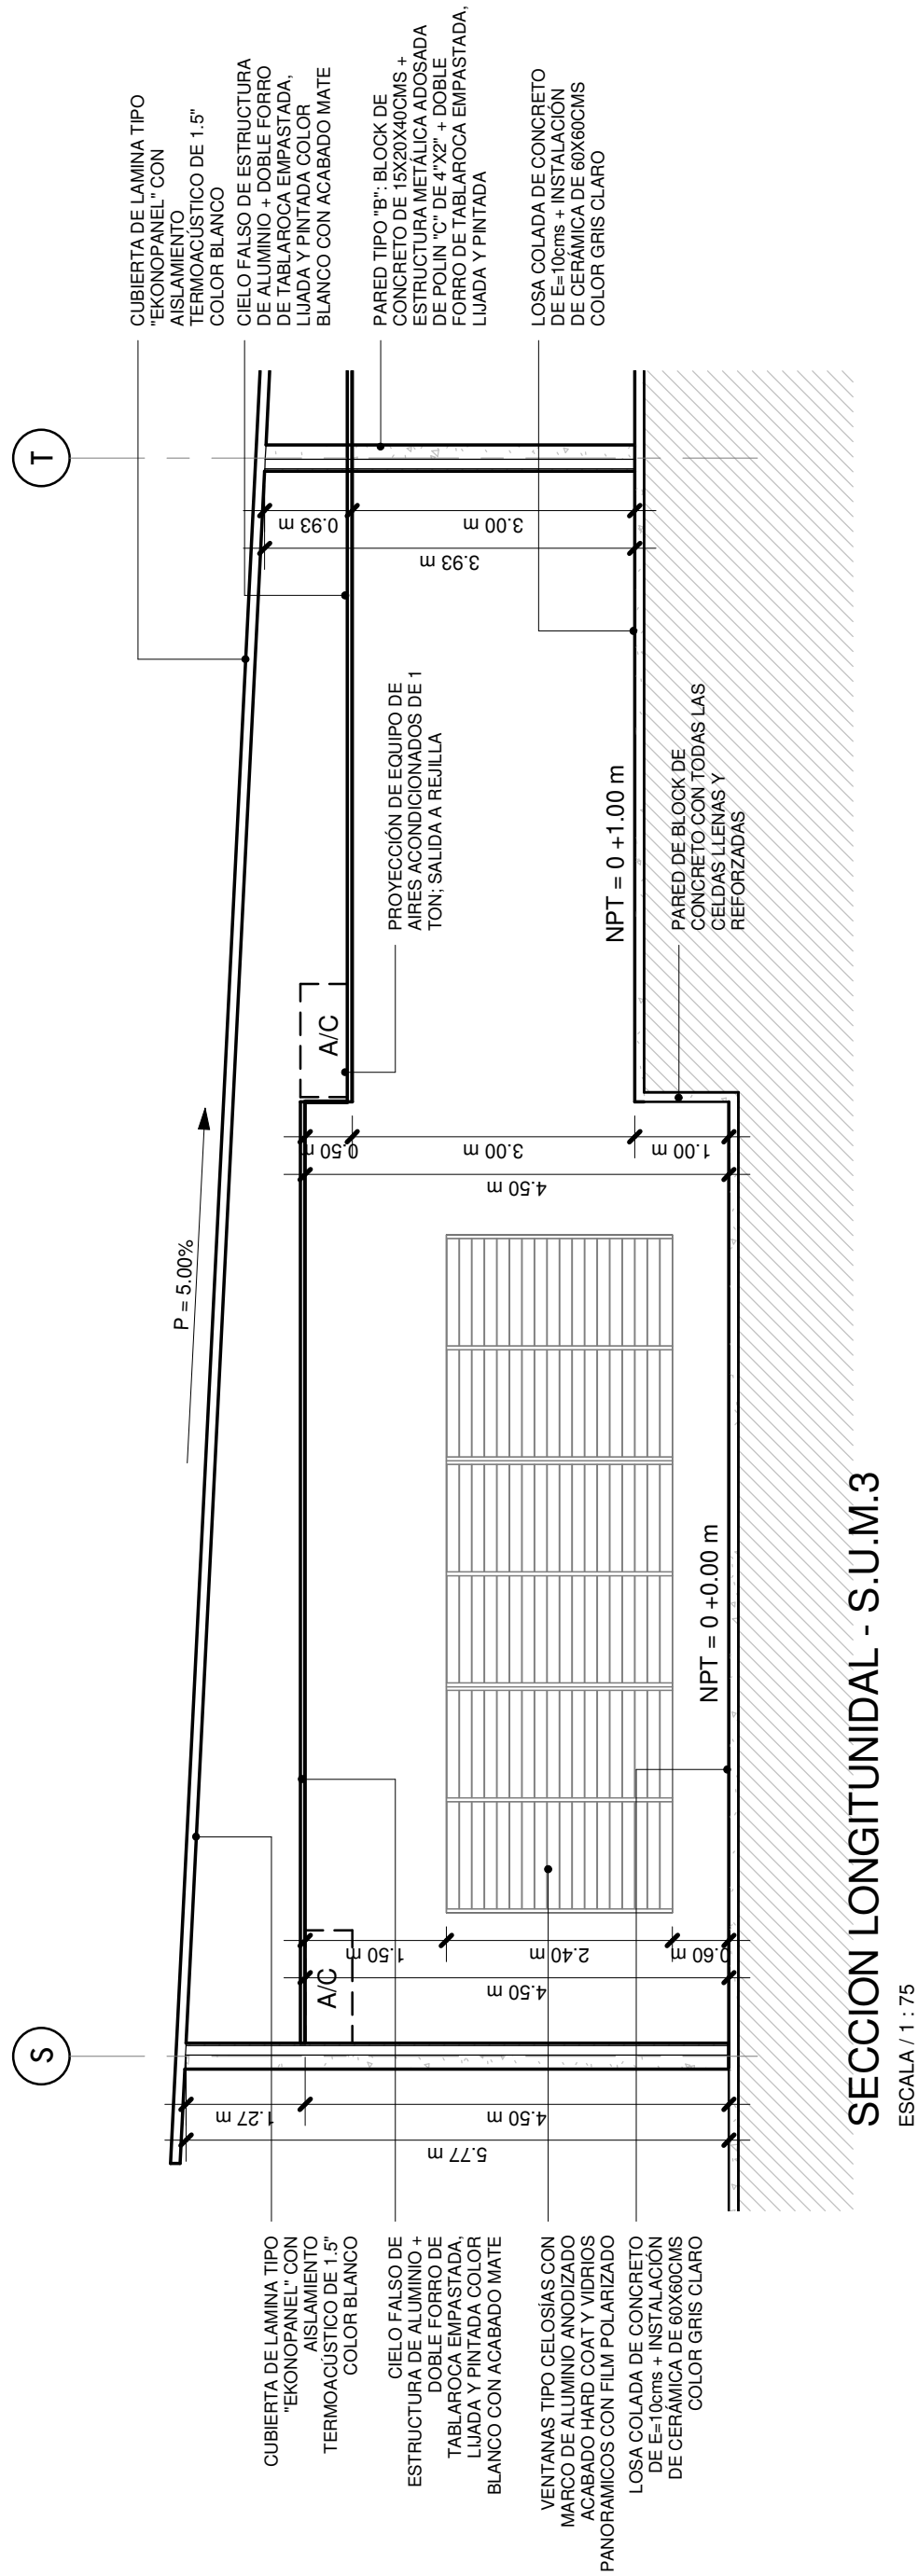 S
T
P = 5.00%
CUBIERTA DE LAMINA TIPO
"EKONOPANEL" CON
AISLAMIENTO
TERMOACÚSTICO DE 1.5"
COLOR BLANCO
CIELO FALSO DE
ESTRUCTURA DE ALUMINIO +
DOBLE FORRO DE
TABLAROCA EMPASTADA,
LIJADA Y PINTADA COLOR
BLANCO CON ACABADO MATE
VENTANAS TIPO CELOSÍAS CON
MARCO DE ALUMINIO ANODIZADO
ACABADO HARD COAT Y VIDRIOS
PANORAMICOS CON FILM POLARIZADO
LOSA COLADA DE CONCRETO
DE E=10cms + INSTALACIÓN
DE CERÁMICA DE 60X60CMS
COLOR GRIS CLARO
5.77 m
1.27 m
4.50 m
A/C
4.50 m
1.50 m
2.40 m
0.60 m
NPT = 0 +0.00 m
4.50 m
0.50 m
3.00 m
1.00 m
A/C
PROYECCIÓN DE EQUIPO DE
AIRES ACONDICIONADOS DE 1
TON; SALIDA A REJILLA
NPT = 0 +1.00 m
PARED DE BLOCK DE
CONCRETO CON TODAS LAS
CELDAS LLENAS Y
REFORZADAS
3.93 m
0.93 m
3.00 m
CUBIERTA DE LAMINA TIPO
"EKONOPANEL" CON
AISLAMIENTO
TERMOACÚSTICO DE 1.5"
COLOR BLANCO
CIELO FALSO DE ESTRUCTURA
DE ALUMINIO + DOBLE FORRO
DE TABLAROCA EMPASTADA,
LIJADA Y PINTADA COLOR
BLANCO CON ACABADO MATE
PARED TIPO "B": BLOCK DE
CONCRETO DE 15X20X40CMS +
ESTRUCTURA METÁLICA ADOSADA
DE POLIN "C" DE 4"X2" + DOBLE
FORRO DE TABLAROCA EMPASTADA,
LIJADA Y PINTADA
LOSA COLADA DE CONCRETO
DE E=10cms + INSTALACIÓN
DE CERÁMICA DE 60X60CMS
COLOR GRIS CLARO
SECCION LONGITUNIDAL - S.U.M.3
ESCALA / 1 : 75